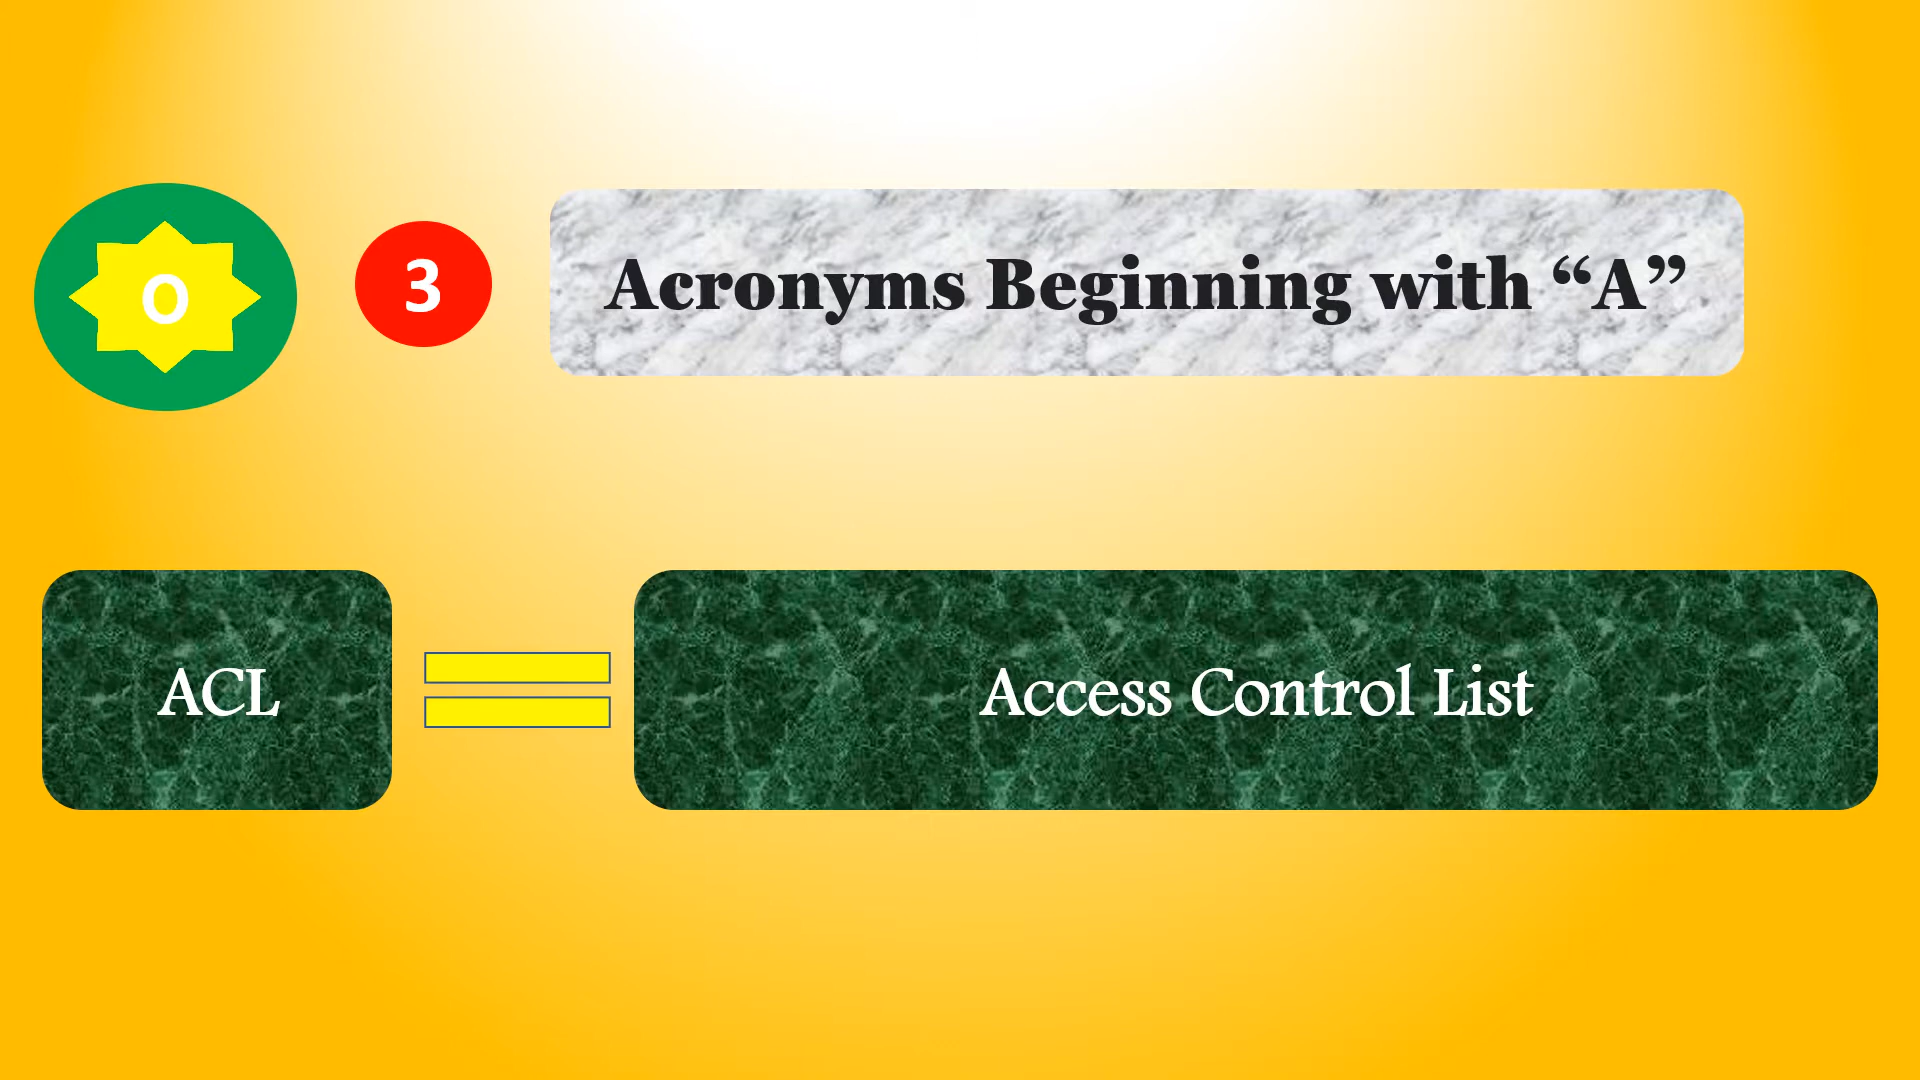 O
3
Acronyms Beginning with “A”
ACL
Access Control List